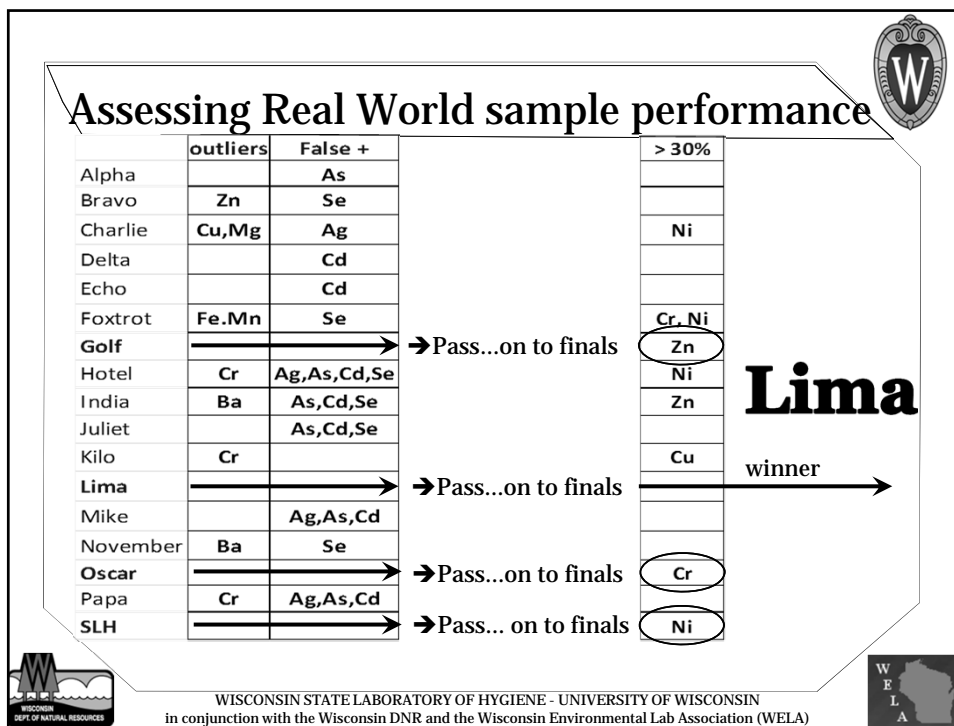 W
Assessing Real World sample performance
outliers False + > 30%
Alpha As
Bravo Zn Se
Charlie Cu,Mg Ag Ni
Delta Cd
Echo Cd
Foxtrot Fe.Mn Se Cr, Ni
Golf ➔Pass...on to finals Zn
Hotel Cr Ag,As,Cd,Se Ni
India Ba As,Cd,Se Zn
Lima
Juliet As,Cd,Se
Kilo Cr Cu
winner
Lima ➔Pass...on to finals
Mike Ag,As,Cd
November Ba Se
Oscar ➔Pass...on to finals Cr
Papa Cr Ag,As,Cd
SLH ➔Pass... on to finals Ni
WISCONSIN
DEPT. OF NATURAL RESOURCES
WISCONSIN STATE LABORATORY OF HYGIENE - UNIVERSITY OF WISCONSIN
in conjunction with the Wisconsin DNR and the Wisconsin Environmental Lab Association (WELA)
W
E
L
A